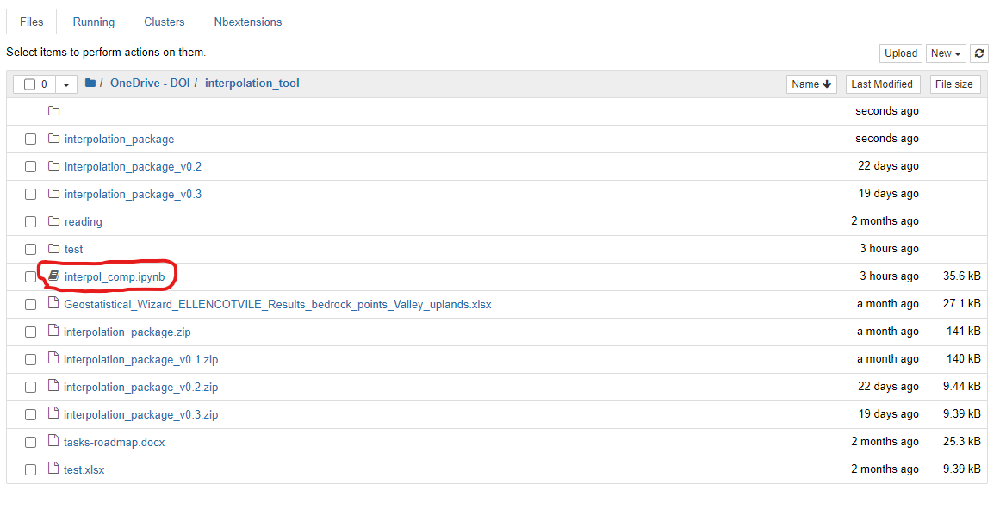 Files Running Clusters Nbextensions
Select items to perform actions on them. Upload New
0 / OneDrive - DOI / interpolation_tool Name Last Modified File size
.. seconds ago
interpolation_package seconds ago
interpolation_package_v0.2 22 days ago
interpolation_package_v0.3 19 days ago
reading 2 months ago
test 3 hours ago
interpol_comp.ipynb 3 hours ago 35.6 kB
Geostatistical_Wizard_ELLENCOTVILE_Results_bedrock_points_Valley_uplands.xlsx a month ago 27.1 kB
interpolation_package.zip a month ago 141 kB
interpolation_package_v0.1.zip a month ago 140 kB
interpolation_package_v0.2.zip 22 days ago 9.44 kB
interpolation_package_v0.3.zip 19 days ago 9.39 kB
tasks-roadmap.docx 2 months ago 25.3 kB
test.xlsx 2 months ago 9.39 kB